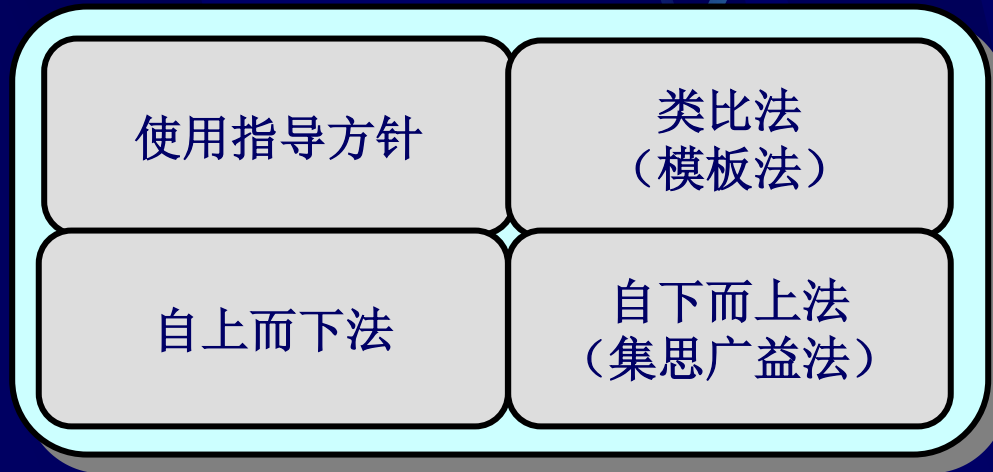 使用指导方针
类比法
（模板法）
自上而下法
自下而上法
（集思广益法）